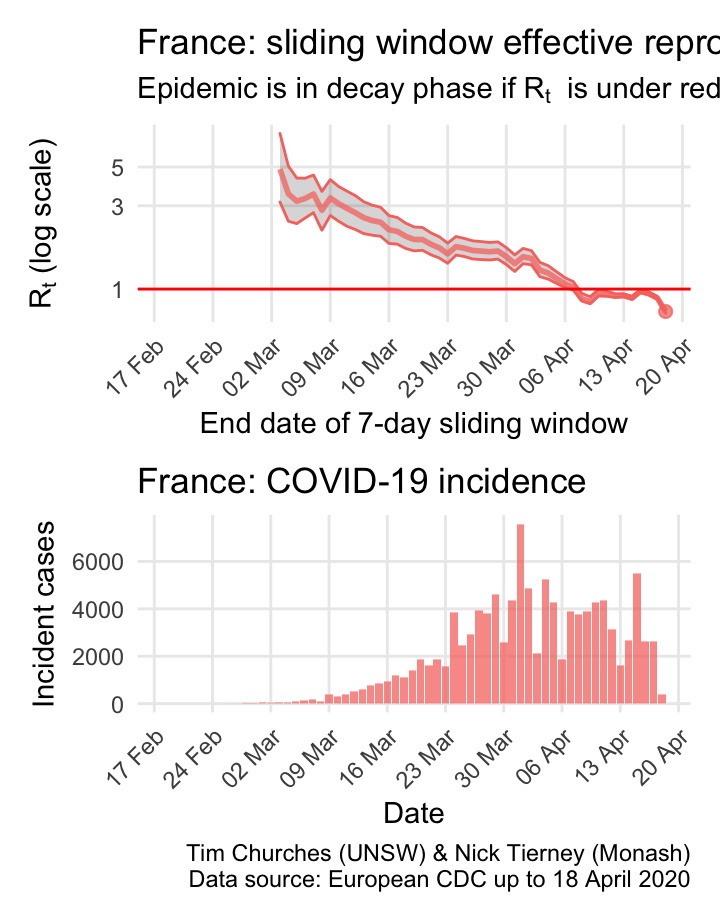 France: sliding window effective repro
Epidemic is in decay phase if Rt is under red
Rt (log scale)
5
3
1
17 Feb
24 Feb
02 Mar
09 Mar
16 Mar
23 Mar
30 Mar
06 Apr
13 Apr
20 Apr
End date of 7-day sliding window
France: COVID-19 incidence
Incident cases
6000
4000
2000
0
17 Feb
24 Feb
02 Mar
09 Mar
16 Mar
23 Mar
30 Mar
06 Apr
13 Apr
20 Apr
Date
Tim Churches (UNSW) & Nick Tierney (Monash)
Data source: European CDC up to 18 April 2020